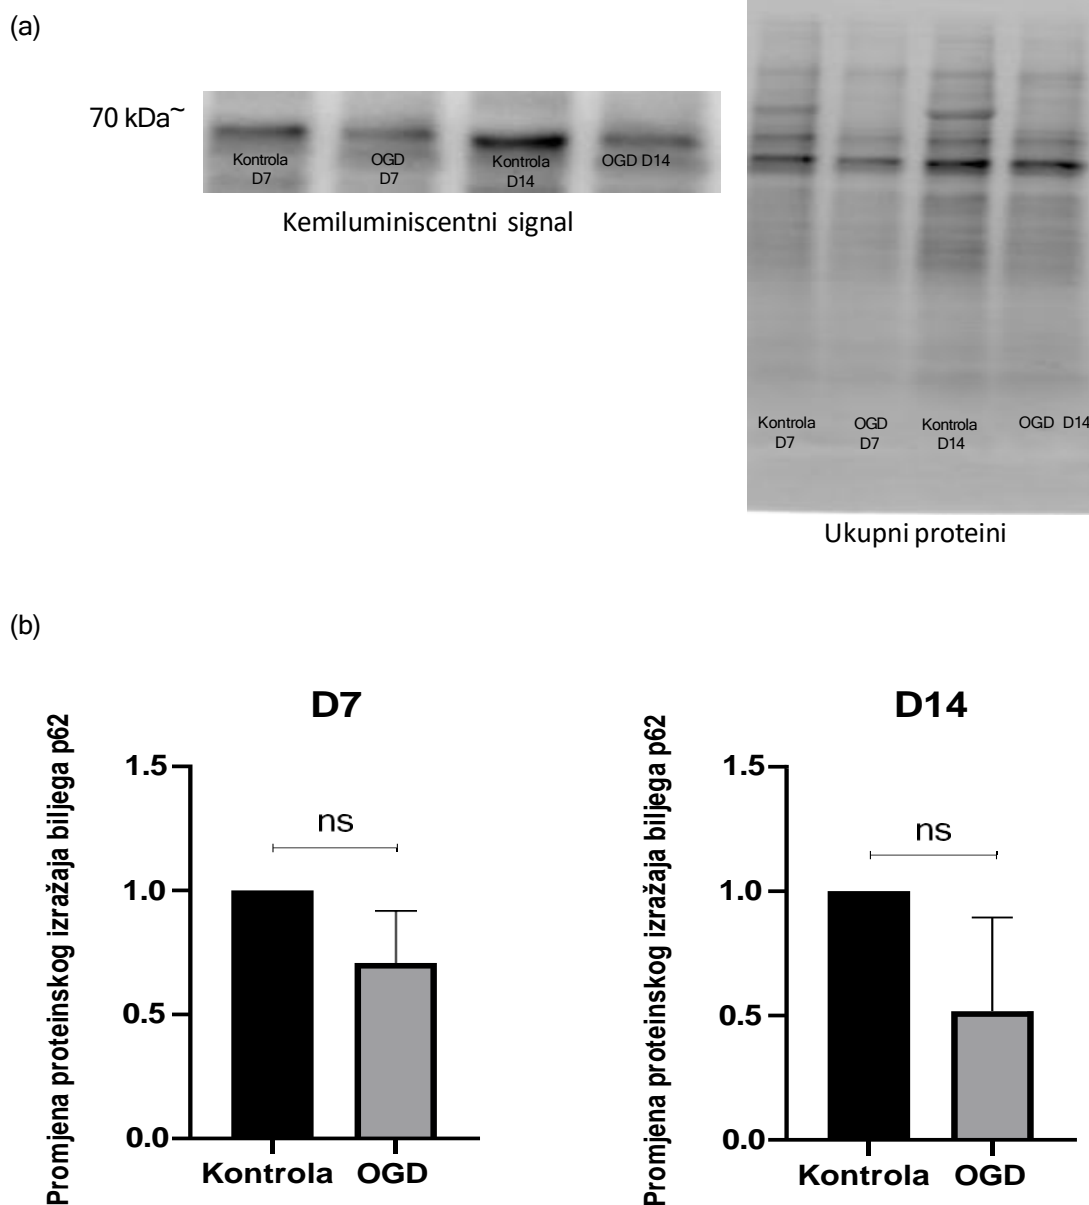 (a)
70 kDa~
Kontrola
D7
OGD
D7
Kontrola
D14
OGD D14
Kemiluminiscentni signal
Kontrola
D7
OGD
D7
Kontrola
D14
OGD D14
Ukupni proteini
(b)
D7
Promjena proteinskog izražaja biljega p62
1.5
1.0
0.5
0.0
ns
Kontrola OGD
D14
Promjena proteinskog izražaja biljega p62
1.5
1.0
0.5
0.0
ns
Kontrola OGD